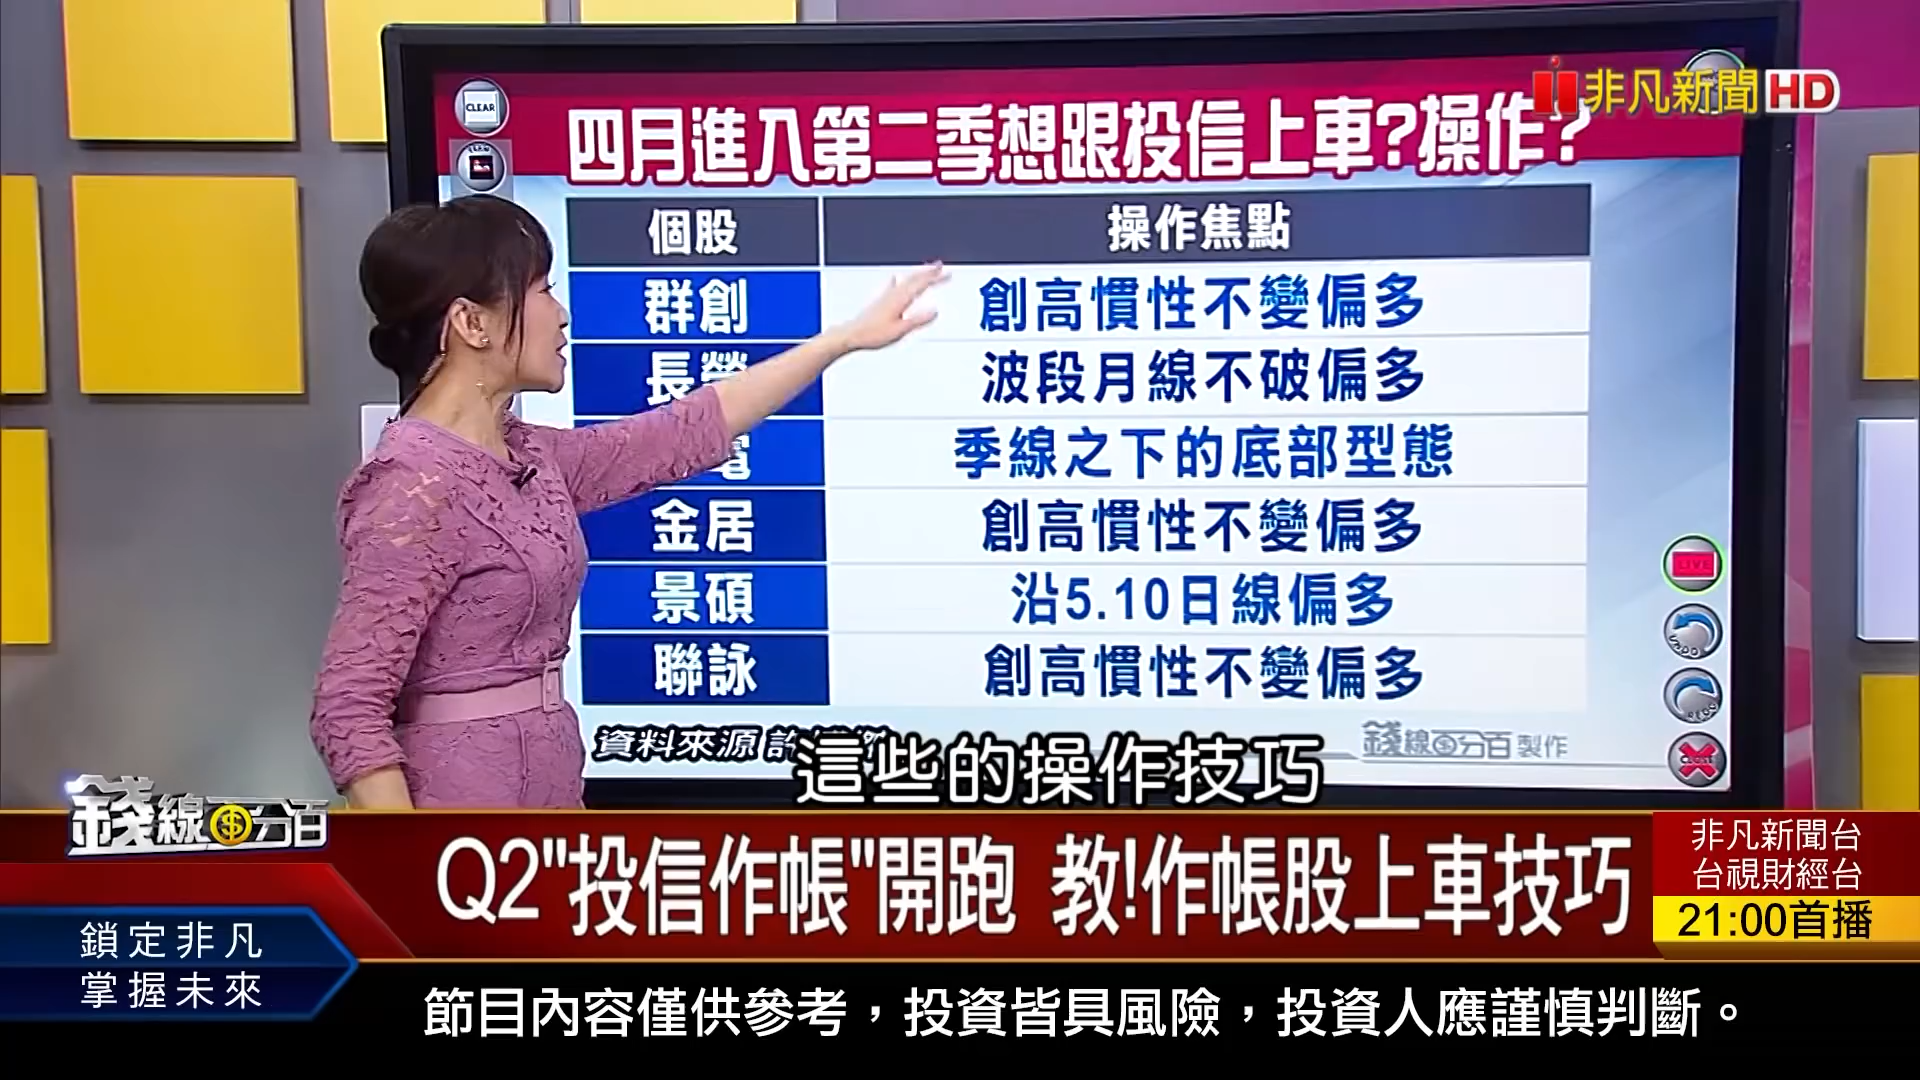 非凡新聞HD
CLEAR
四月進入第二季想跟投信上車?操作?
個股 操作焦點
群創 創高慣性不變偏多
長榮 波段月線不破偏多
電 季線之下的底部型態
金居 創高慣性不變偏多
景碩 沿5.10日線偏多
聯詠 創高慣性不變偏多
LIVE
UNDO
REDO
CLOSE
資料來源
錢線百分百 製作
這些的操作技巧
錢線百分百
Q2"投信作帳"開跑 教!作帳股上車技巧
非凡新聞台
台視財經台
21:00首播
鎖定非凡
掌握未來
節目內容僅供參考，投資皆具風險，投資人應謹慎判斷。